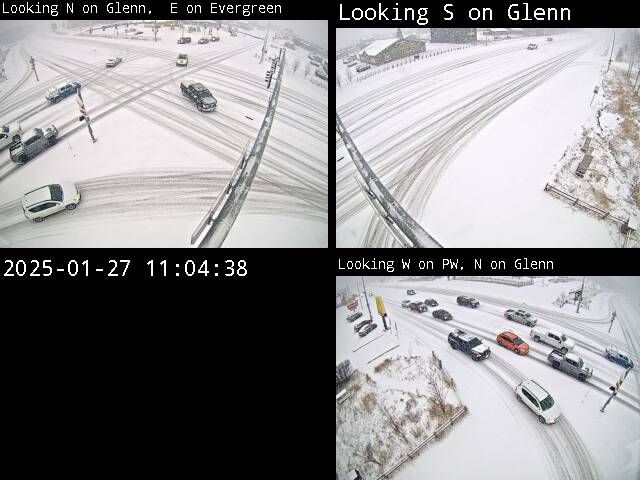 Looking N on Glenn,  E on Evergreen
Looking S on Glenn
2025-01-27 11:04:38
Looking W on PW, N on Glenn